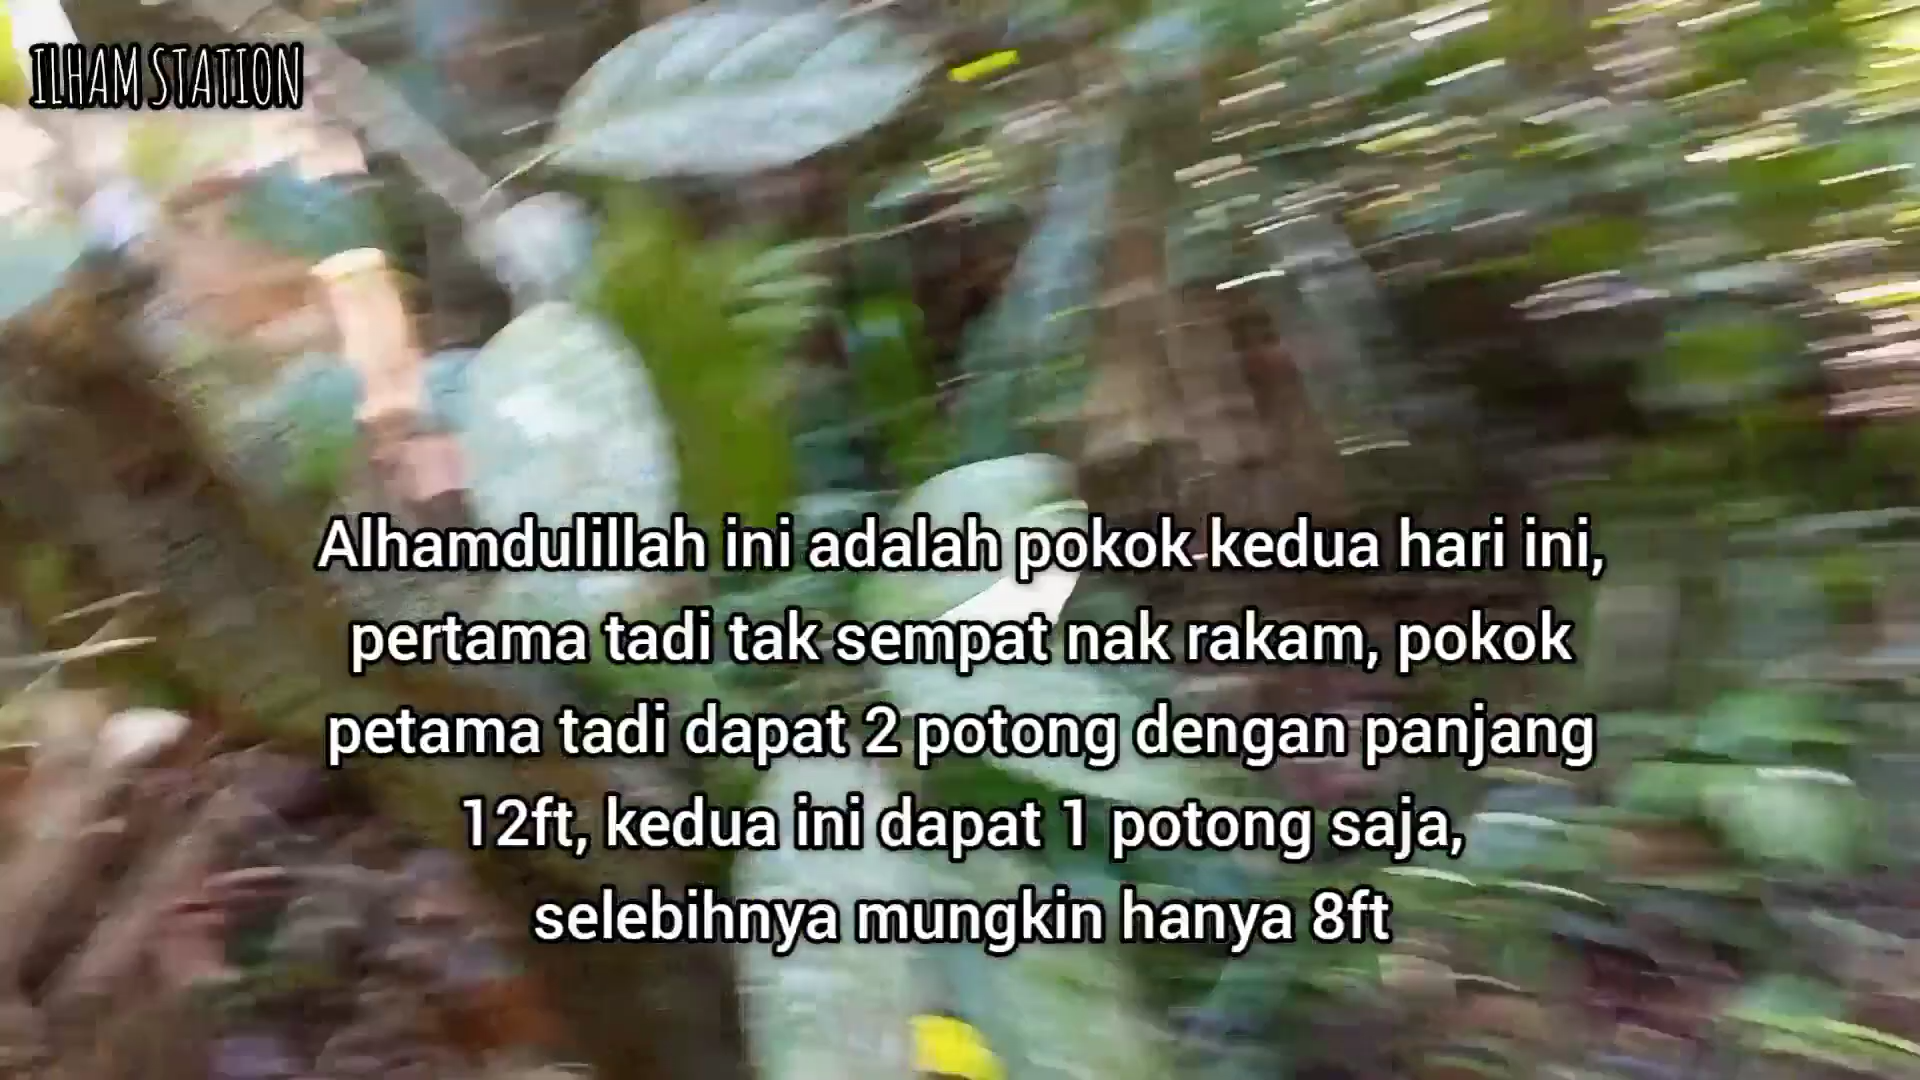 ILHAM STATION
Alhamdulillah ini adalah pokok kedua hari ini,
pertama tadi tak sempat nak rakam, pokok
petama tadi dapat 2 potong dengan panjang
12ft, kedua ini dapat 1 potong saja,
selebihnya mungkin hanya 8ft